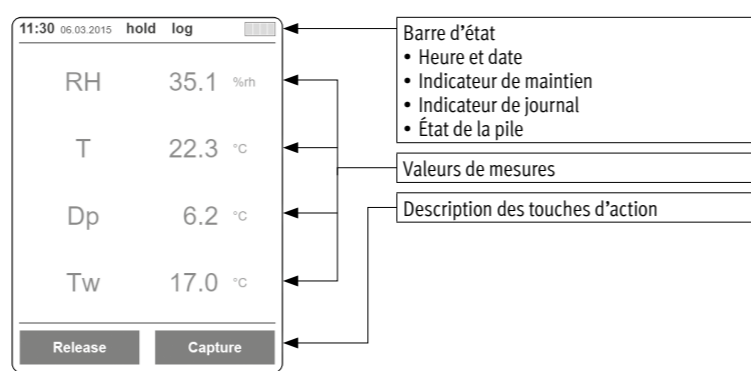 11:30 06.03.2015 hold log
RH 35.1 %rh
T 22.3 °C
Dp 6.2 °C
Tw 17.0 °C
Release Capture
Barre d'état
• Heure et date
• Indicateur de maintien
• Indicateur de journal
• État de la pile
Valeurs de mesures
Description des touches d'action